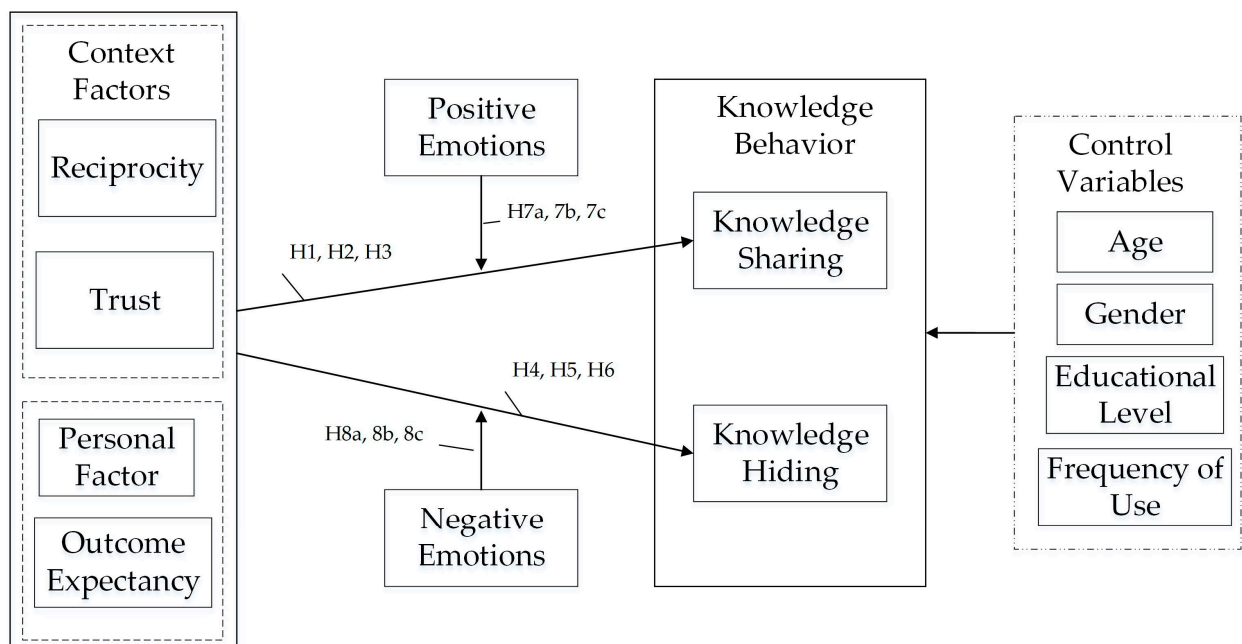 Context
Factors
Reciprocity
Trust
Personal
Factor
Outcome
Expectancy
H1, H2, H3
Positive
Emotions
H7a, 7b, 7c
H4, H5, H6
H8a, 8b, 8c
Negative
Emotions
Knowledge
Behavior
Knowledge
Sharing
Knowledge
Hiding
Control
Variables
Age
Gender
Educational
Level
Frequency of
Use